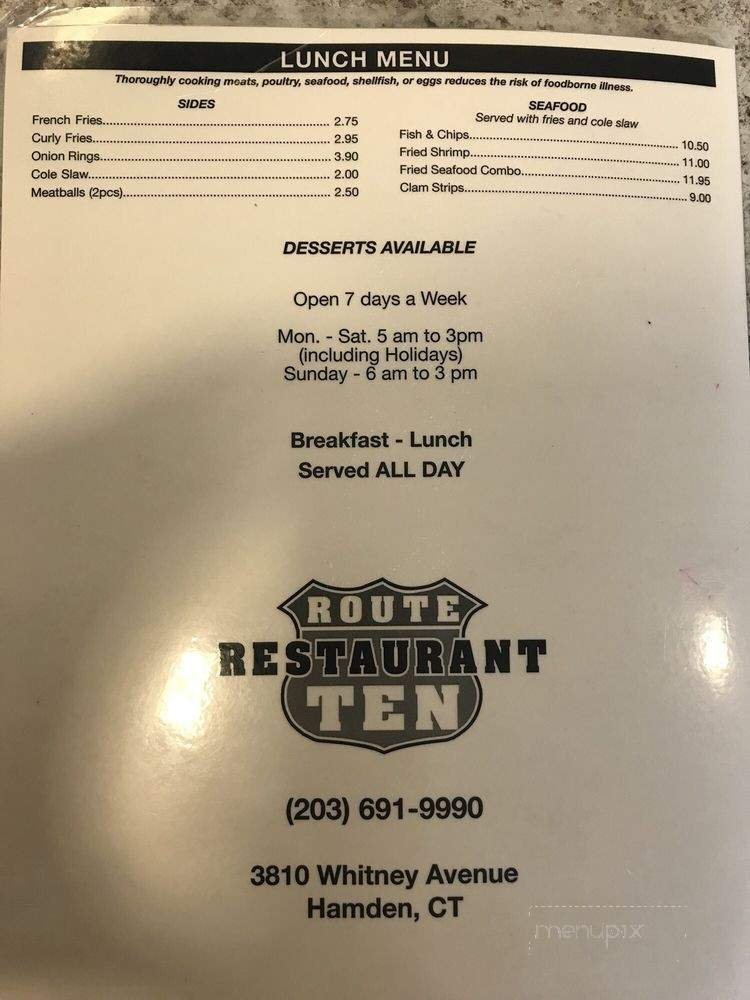 LUNCH MENU
Thoroughly cooking meats, poultry, seafood, shellfish, or eggs reduces the risk of foodborne illness.
SIDES
French Fries............................................................ 2.75
Curly Fries............................................................... 2.95
Onion Rings............................................................ 3.90
Cole Slaw................................................................ 2.00
Meatballs (2pcs)...................................................... 2.50
SEAFOOD
Served with fries and cole slaw
Fish & Chips............................................................ 10.50
Fried Shrimp............................................................ 11.00
Fried Seafood Combo............................................. 11.95
Clam Strips.............................................................. 9.00
DESSERTS AVAILABLE
Open 7 days a Week
Mon. - Sat. 5 am to 3pm
(including Holidays)
Sunday - 6 am to 3 pm
Breakfast - Lunch
Served ALL DAY
ROUTE
RESTAURANT
TEN
(203) 691-9990
3810 Whitney Avenue
Hamden, CT
menupix